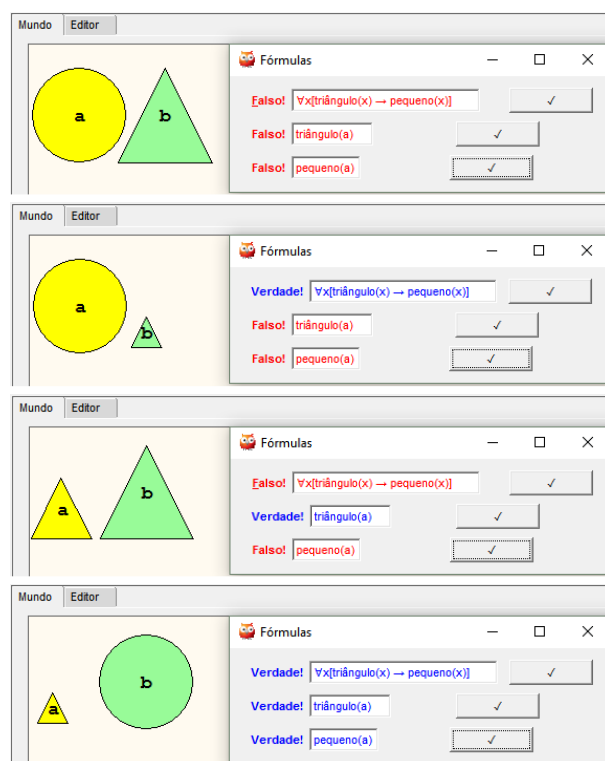 Mundo Editor
a b
Fórmulas
Falso! ∀x[triângulo(x) → pequeno(x)] ✓
Falso! triângulo(a) ✓
Falso! pequeno(a) ✓
Mundo Editor
a b
Fórmulas
Verdade! ∀x[triângulo(x) → pequeno(x)] ✓
Falso! triângulo(a) ✓
Falso! pequeno(a) ✓
Mundo Editor
a b
Fórmulas
Falso! ∀x[triângulo(x) → pequeno(x)] ✓
Verdade! triângulo(a) ✓
Falso! pequeno(a) ✓
Mundo Editor
a b
Fórmulas
Verdade! ∀x[triângulo(x) → pequeno(x)] ✓
Verdade! triângulo(a) ✓
Verdade! pequeno(a) ✓